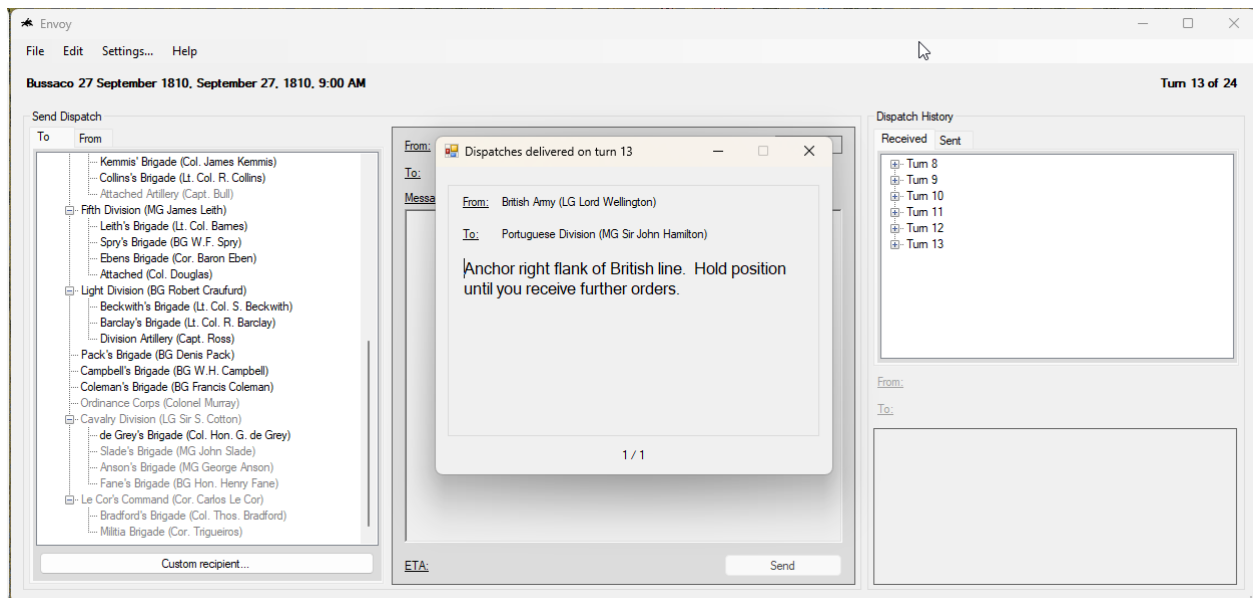 Envoy
File Edit Settings... Help
Bussaco 27 September 1810, September 27, 1810, 9:00 AM
Turn 13 of 24
Send Dispatch
To From
Kemmis' Brigade (Col. James Kemmis)
Collins's Brigade (Lt. Col. R. Collins)
Attached Artillery (Capt. Bull)
Fifth Division (MG James Leith)
Leith's Brigade (Lt. Col. Barnes)
Spry's Brigade (BG W.F. Spry)
Ebens Brigade (Cor. Baron Eben)
Attached (Col. Douglas)
Light Division (BG Robert Craufurd)
Beckwith's Brigade (Lt. Col. S. Beckwith)
Barclay's Brigade (Lt. Col. R. Barclay)
Division Artillery (Capt. Ross)
Pack's Brigade (BG Denis Pack)
Campbell's Brigade (BG W.H. Campbell)
Coleman's Brigade (BG Francis Coleman)
Ordinance Corps (Colonel Murray)
Cavalry Division (LG Sir S. Cotton)
de Grey's Brigade (Col. Hon. G. de Grey)
Slade's Brigade (MG John Slade)
Anson's Brigade (MG George Anson)
Fane's Brigade (BG Hon. Henry Fane)
Le Cor's Command (Cor. Carlos Le Cor)
Bradford's Brigade (Col. Thos. Bradford)
Militia Brigade (Cor. Trigueiros)
Custom recipient...
From:
To:
Messa
Dispatches delivered on turn 13
From: British Army (LG Lord Wellington)
To: Portuguese Division (MG Sir John Hamilton)
Anchor right flank of British line. Hold position
until you receive further orders.
1 / 1
ETA:
Send
Dispatch History
Received Sent
Turn 8
Turn 9
Turn 10
Turn 11
Turn 12
Turn 13
From:
To: